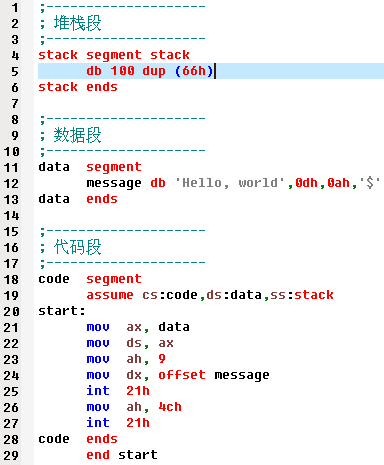 1 ;--------------------
2 ; 堆栈段
3 ;--------------------
4 stack segment stack
5 db 100 dup (66h)
6 stack ends
7
8 ;--------------------
9 ; 数据段
10 ;--------------------
11 data segment
12 message db 'Hello, world',0dh,0ah,'$'
13 data ends
14
15 ;--------------------
16 ; 代码段
17 ;--------------------
18 code segment
19 assume cs:code,ds:data,ss:stack
20 start:
21 mov ax, data
22 mov ds, ax
23 mov ah, 9
24 mov dx, offset message
25 int 21h
26 mov ah, 4ch
27 int 21h
28 code ends
29 end start